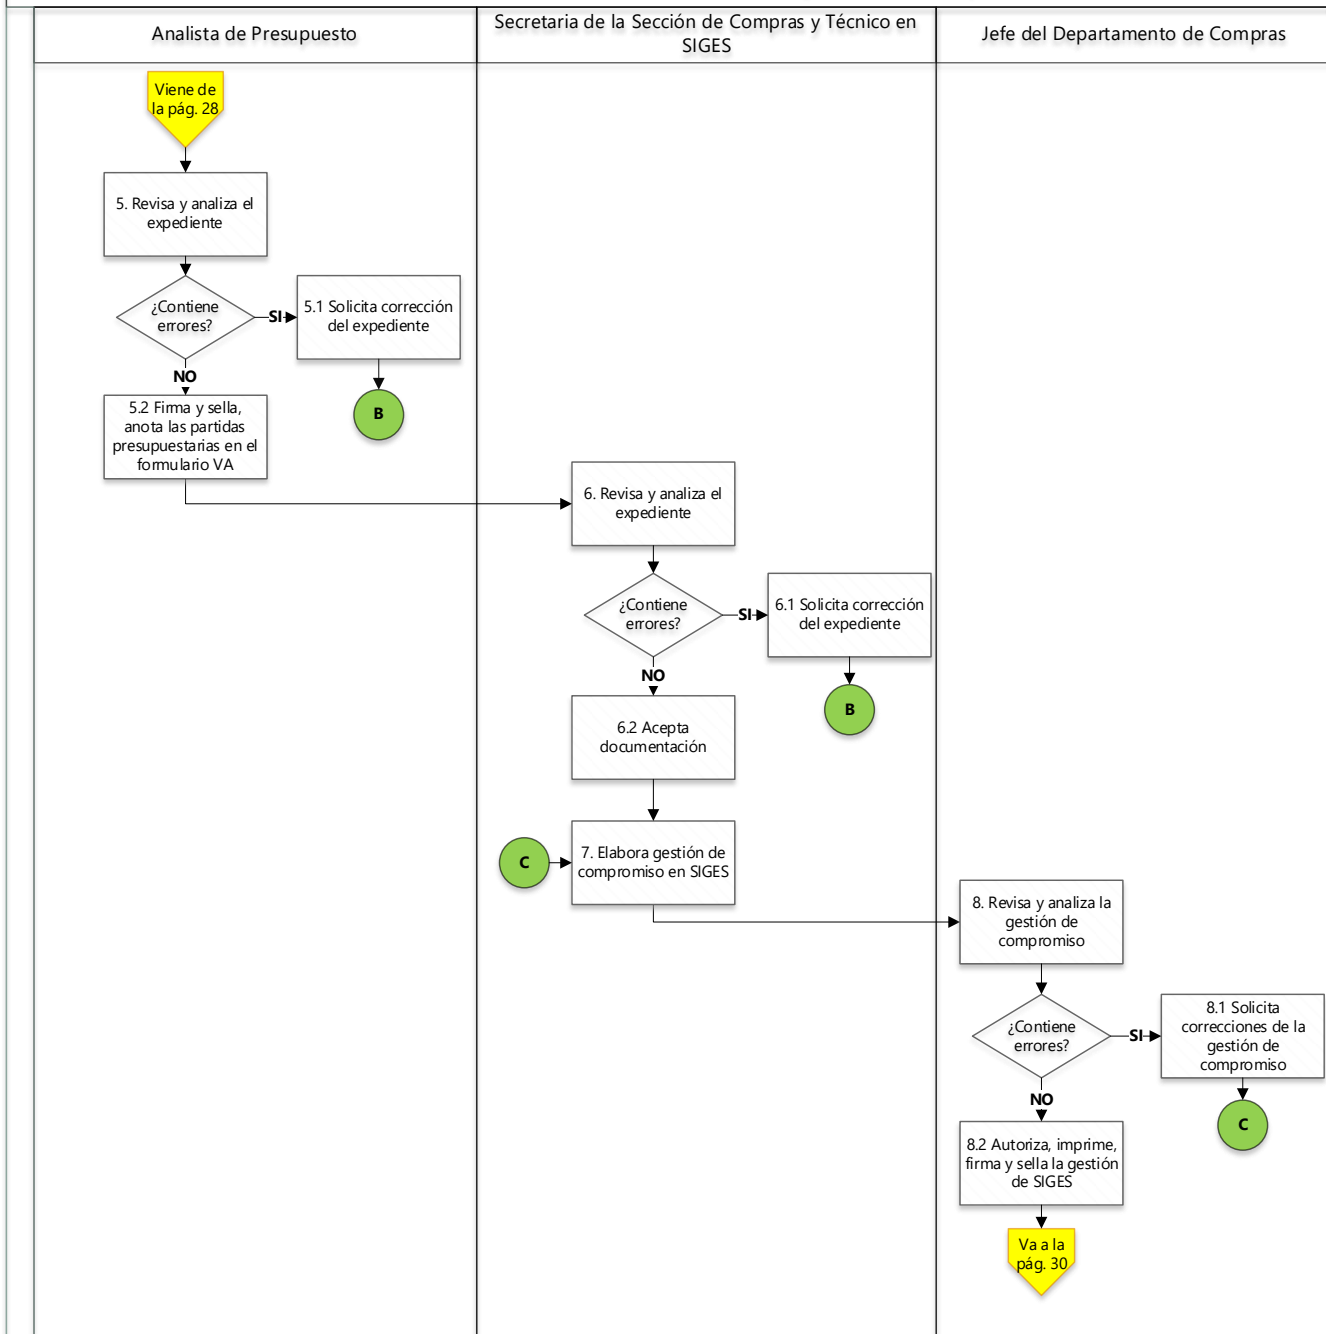 Analista de Presupuesto
Secretaria de la Sección de Compras y Técnico en
SIGES
Jefe del Departamento de Compras
Viene de
la pág. 28
5. Revisa y analiza el
expediente
¿Contiene
errores?
SI
5.1 Solicita corrección
del expediente
B
NO
5.2 Firma y sella,
anota las partidas
presupuestarias en el
formulario VA
6. Revisa y analiza el
expediente
¿Contiene
errores?
SI
6.1 Solicita corrección
del expediente
B
NO
6.2 Acepta
documentación
C
7. Elabora gestión de
compromiso en SIGES
8. Revisa y analiza la
gestión de
compromiso
¿Contiene
errores?
SI
8.1 Solicita
correcciones de la
gestión de
compromiso
C
NO
8.2 Autoriza, imprime,
firma y sella la gestión
de SIGES
Va a la
pág. 30